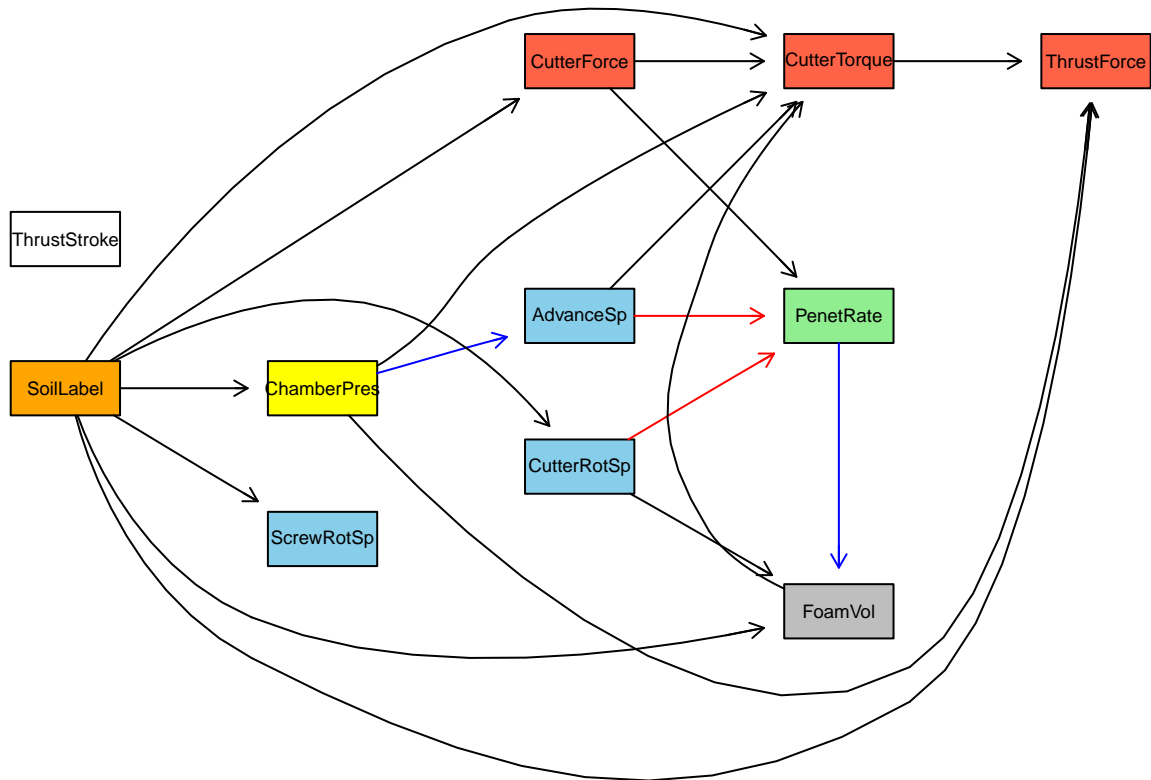 CutterForce
CutterTorque
ThrustForce
ThrustStroke
AdvanceSp
PenetRate
SoilLabel
ChamberPres
CutterRotSp
ScrewRotSp
FoamVol